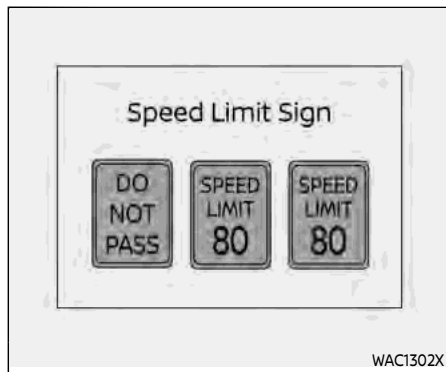 Speed Limit Sign
DO
NOT
PASS
SPEED
LIMIT
80
SPEED
LIMIT
80
WAC1302X